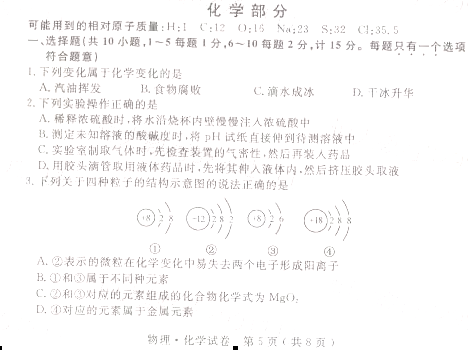 化学部分
可能用到的相对原子质量:H:1 C:12 O:16 Na:23 S:32 Cl:35.5
一、选择题(共 10 小题,1～5 每题 1 分,6～10 每题 2 分,计 15 分。每题只有一个选项
符合题意)
1.下列变化属于化学变化的是
A.汽油挥发 B.食物腐败 C.滴水成冰 D.干冰升华
2.下列实验操作正确的是
A.稀释浓硫酸时,将水沿烧杯内壁慢慢注入浓硫酸中
B.测定未知溶液的酸碱度时,将 pH 试纸直接伸到待测溶液中
C.实验室制取气体时,先检查装置的气密性,然后再装入药品
D.用胶头滴管取用液体药品时,先将其伸入液体内,然后挤压胶头取液
3.下列关于四种粒子的结构示意图的说法正确的是
+8 2 8 +12 2 8 2 +8 2 6 +18 2 8 8
① ② ③ ④
A.②表示的微粒在化学变化中易失去两个电子形成阳离子
B.①和③属于不同种元素
C.②和③对应的元素组成的化合物化学式为 MgO₂
D.④对应的元素属于金属元素
物理·化学试卷 第 5 页(共 8 页)